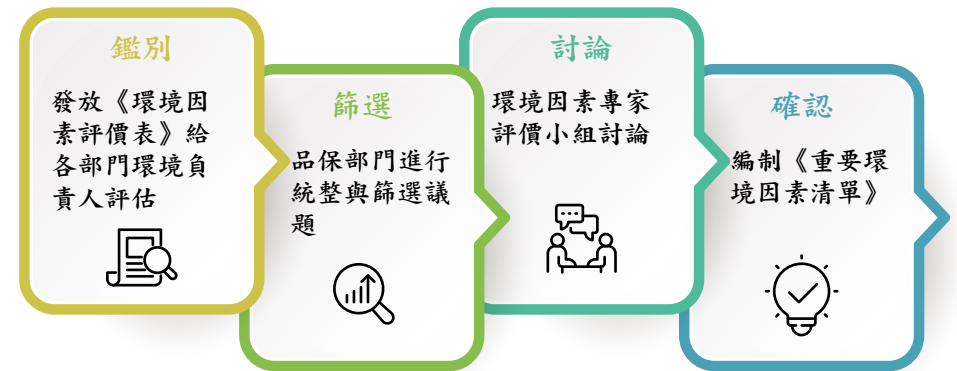 鑑別
發放《環境因
素評價表》給
各部門環境負
責人評估
篩選
品保部門進行
統整與篩選議
題
討論
環境因素專家
評價小組討論
確認
編制《重要環
境因素清單》